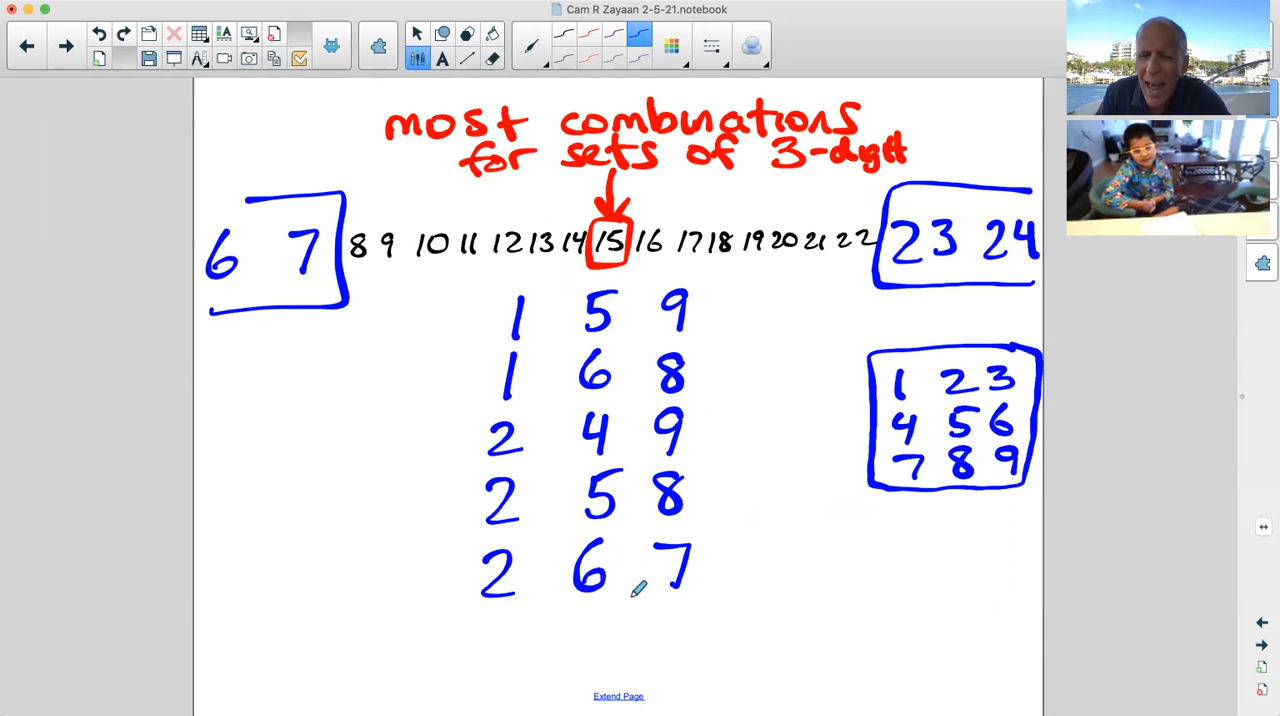 Cam R Zayaan 2-5-21.notebook
most combinations
for sets of 3-digit
6 7 8 9 10 11 12 13 14 15 16 17 18 19 20 21 22 23 24
1 5 9
1 6 8
2 4 9
2 5 8
2 6 7
1 2 3
4 5 6
7 8 9
Extend Page